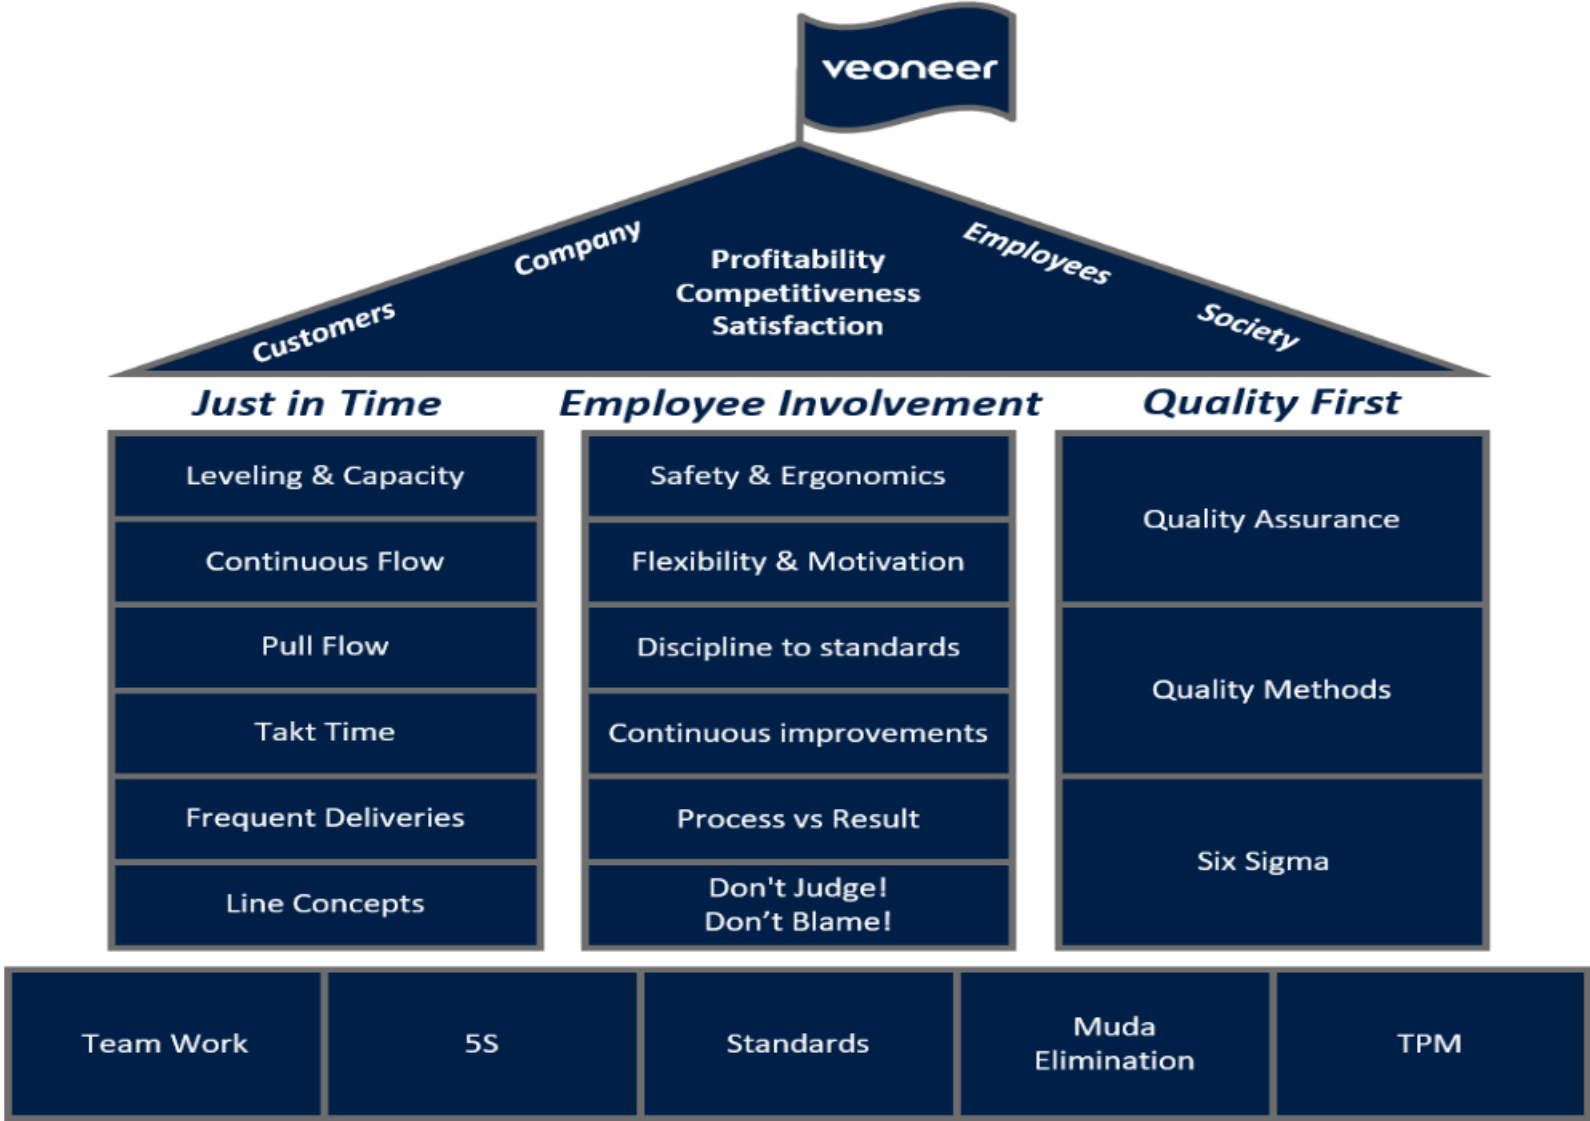 veoneer
Company
Employees
Profitability
Competitiveness
Satisfaction
Customers
Society
Just in Time
Employee Involvement
Quality First
Leveling & Capacity
Continuous Flow
Pull Flow
Takt Time
Frequent Deliveries
Line Concepts
Safety & Ergonomics
Flexibility & Motivation
Discipline to standards
Continuous improvements
Process vs Result
Don't Judge!
Don’t Blame!
Quality Assurance
Quality Methods
Six Sigma
Team Work
5S
Standards
Muda
Elimination
TPM